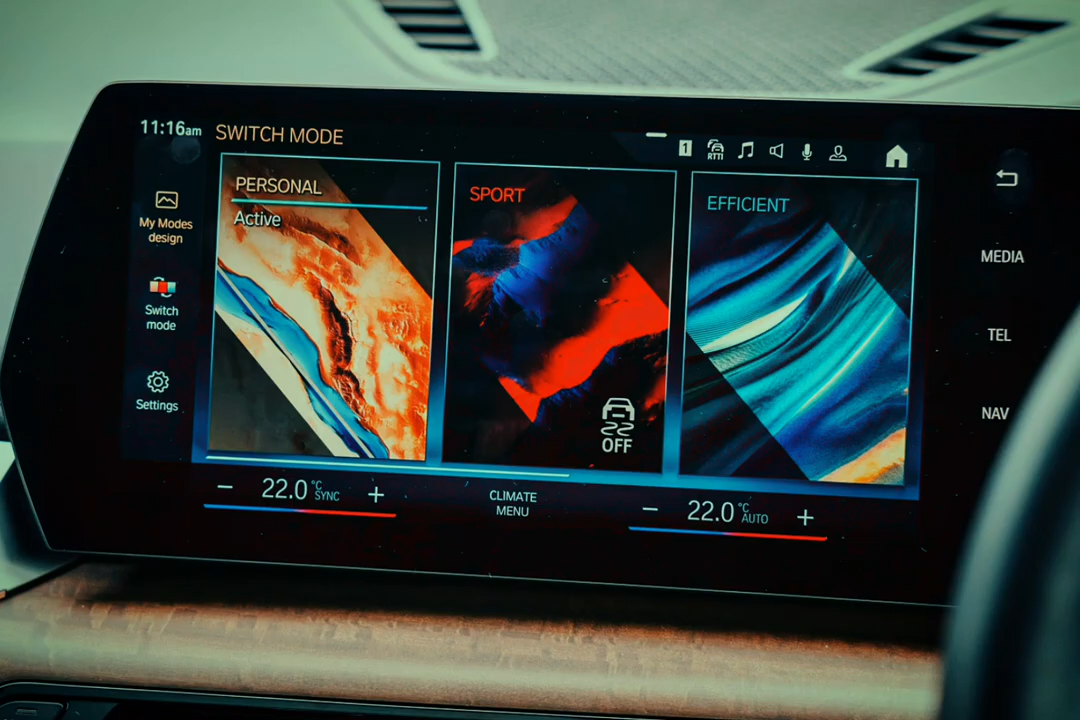 11:16am
SWITCH MODE
1
RTTI
My Modes
design
Switch
mode
Settings
PERSONAL
Active
SPORT
OFF
EFFICIENT
MEDIA
TEL
NAV
− 22.0 °C SYNC +
CLIMATE
MENU
− 22.0 °C AUTO +